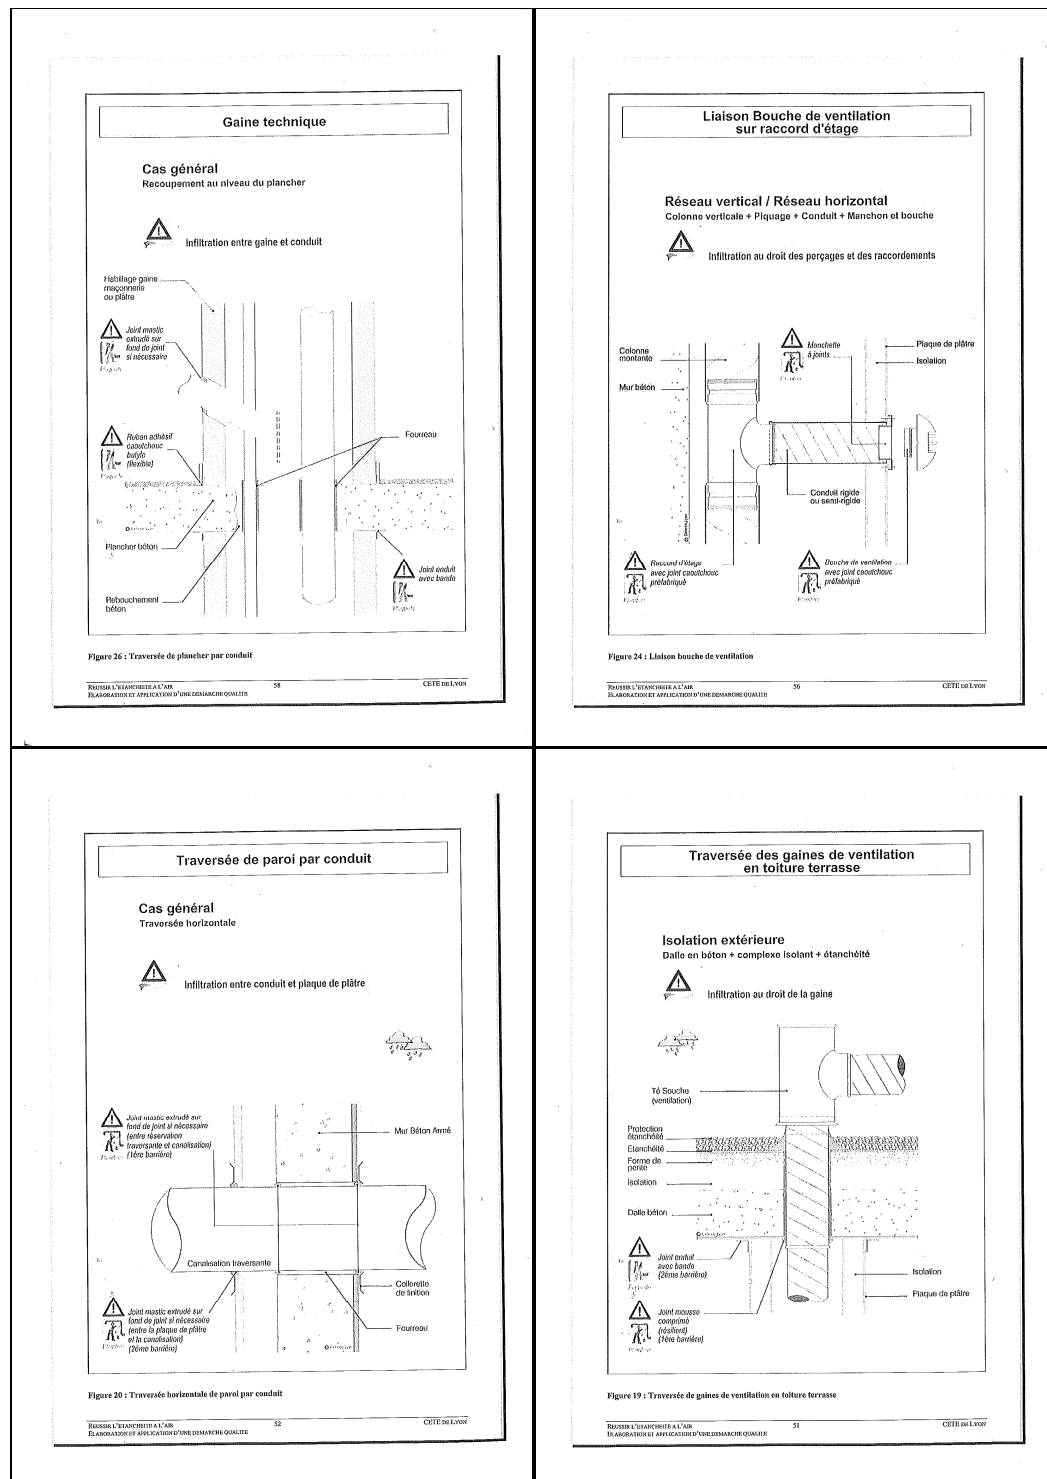 Gaine technique
Cas général
Recoupement au niveau du plancher
Infiltration entre gaine et conduit
Habillage gaine
maçonnerie
ou plâtre
Joint mastic
extrudé sur
fond de joint
si nécessaire
Ruban adhésif
caoutchouc
butyle
(flexible)
Fourreau
Plancher béton
Joint enduit
avec bande
Rebouchement
béton
Figure 26 : Traversée de plancher par conduit
REUSSIR L'ETANCHEITE A L'AIR
ELABORATION ET APPLICATION D'UNE DEMARCHE QUALITE
58
CETE DE LYON
Liaison Bouche de ventilation
sur raccord d'étage
Réseau vertical / Réseau horizontal
Colonne verticale + Piquage + Conduit + Manchon et bouche
Infiltration au droit des perçages et des raccordements
Colonne
montante
Manchette
à joints
Plaque de plâtre
Isolation
Mur béton
Conduit rigide
ou semi-rigide
Raccord d'étage
avec joint caoutchouc
préfabriqué
Bouche de ventilation
avec joint caoutchouc
préfabriqué
Figure 24 : Liaison bouche de ventilation
REUSSIR L'ETANCHEITE A L'AIR
ELABORATION ET APPLICATION D'UNE DEMARCHE QUALITE
56
CETE DE LYON
Traversée de paroi par conduit
Cas général
Traversée horizontale
Infiltration entre conduit et plaque de plâtre
Joint mastic extrudé sur
fond de joint si nécessaire
(entre réservation
traversante et canalisation)
(1ère barrière)
Mur Béton Armé
Canalisation traversante
Collerette
de finition
Joint mastic extrudé sur
fond de joint si nécessaire
(entre la plaque de plâtre
et la canalisation)
(2ème barrière)
Fourreau
Figure 20 : Traversée horizontale de paroi par conduit
REUSSIR L'ETANCHEITE A L'AIR
ELABORATION ET APPLICATION D'UNE DEMARCHE QUALITE
52
CETE DE LYON
Traversée des gaines de ventilation
en toiture terrasse
Isolation extérieure
Dalle en béton + complexe isolant + étanchéité
Infiltration au droit de la gaine
Té Souche
(ventilation)
Protection
étanchéité
Etanchéité
Forme de
pente
Isolation
Dalle béton
Joint enduit
avec bande
(2ème barrière)
Isolation
Plaque de plâtre
Joint mousse
comprimé
(résilient)
(1ère barrière)
Figure 19 : Traversée de gaines de ventilation en toiture terrasse
REUSSIR L'ETANCHEITE A L'AIR
ELABORATION ET APPLICATION D'UNE DEMARCHE QUALITE
51
CETE DE LYON